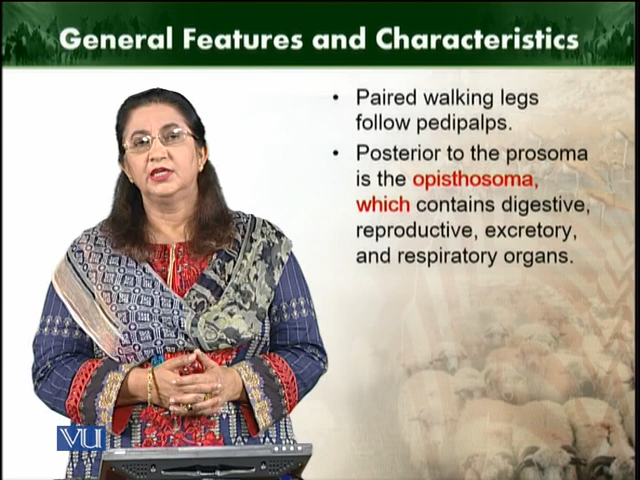 General Features and Characteristics
• Paired walking legs
follow pedipalps.
• Posterior to the prosoma
is the opisthosoma,
which contains digestive,
reproductive, excretory,
and respiratory organs.
VU